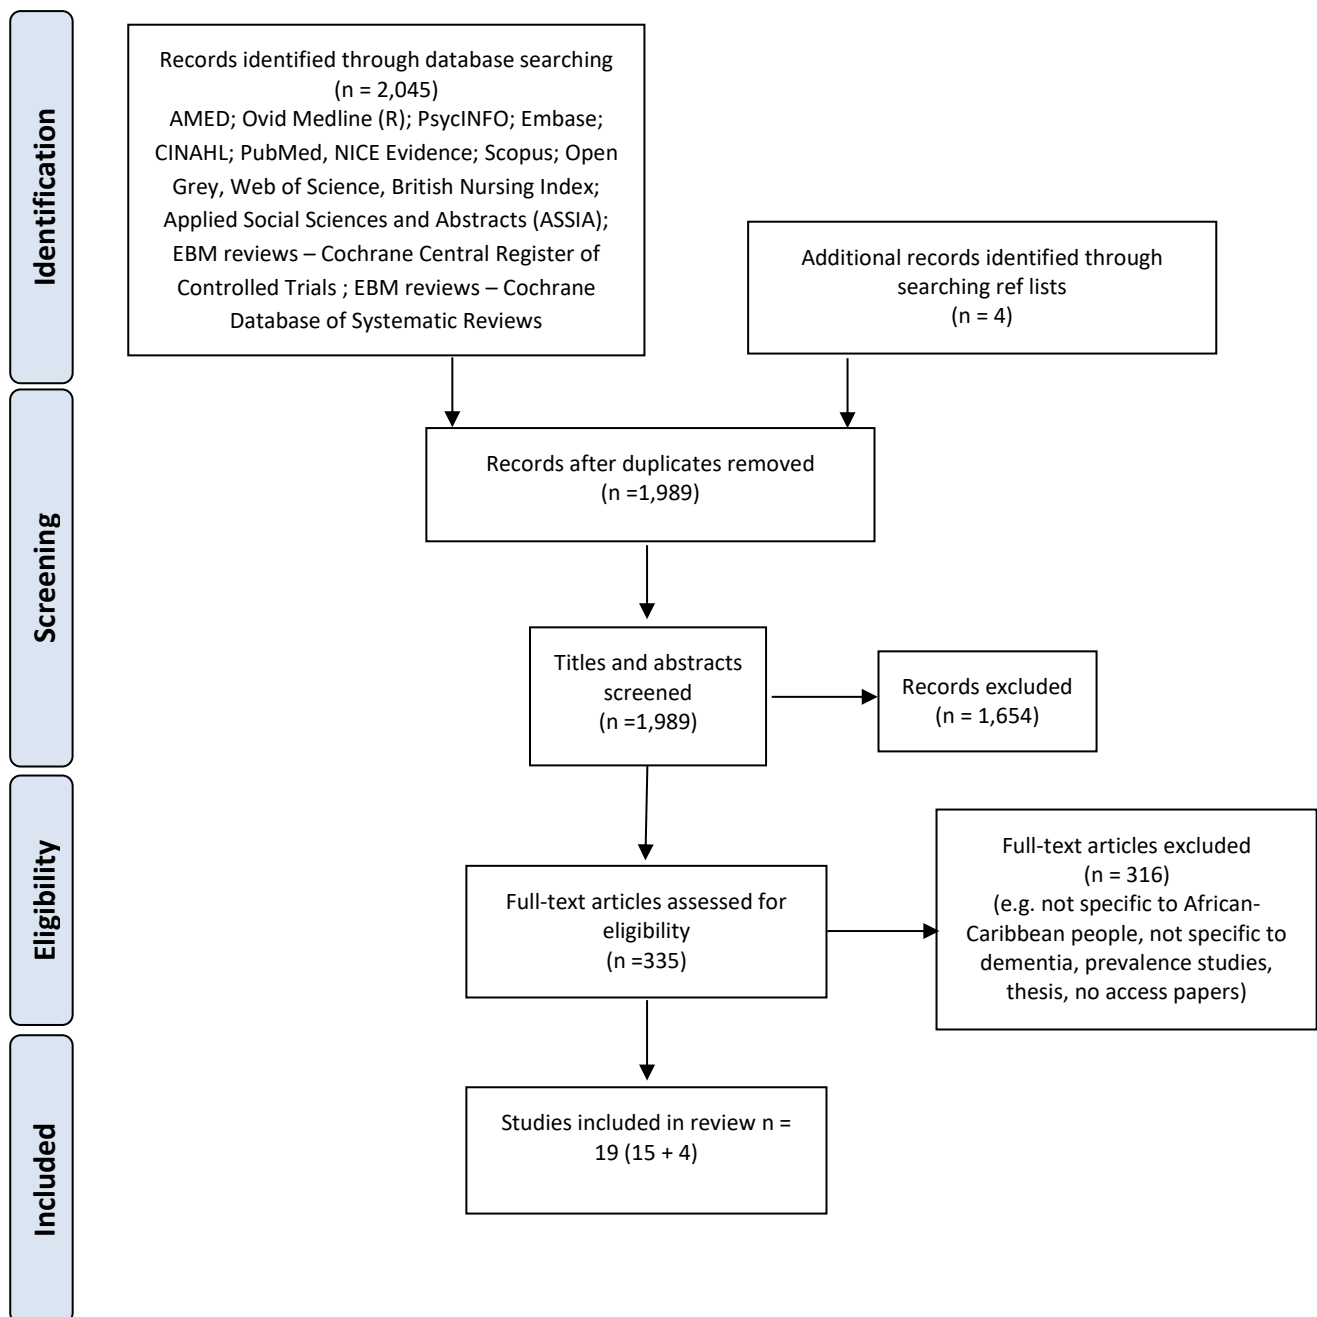 Identification
Records identified through database searching
(n = 2,045)
AMED; Ovid Medline (R); PsycINFO; Embase;
CINAHL; PubMed, NICE Evidence; Scopus; Open
Grey, Web of Science, British Nursing Index;
Applied Social Sciences and Abstracts (ASSIA);
EBM reviews – Cochrane Central Register of
Controlled Trials ; EBM reviews – Cochrane
Database of Systematic Reviews
Additional records identified through
searching ref lists
(n = 4)
Screening
Records after duplicates removed
(n =1,989)
Titles and abstracts
screened
(n =1,989)
Records excluded
(n = 1,654)
Eligibility
Full-text articles assessed for
eligibility
(n =335)
Full-text articles excluded
(n = 316)
(e.g. not specific to African-
Caribbean people, not specific to
dementia, prevalence studies,
thesis, no access papers)
Included
Studies included in review n =
19 (15 + 4)